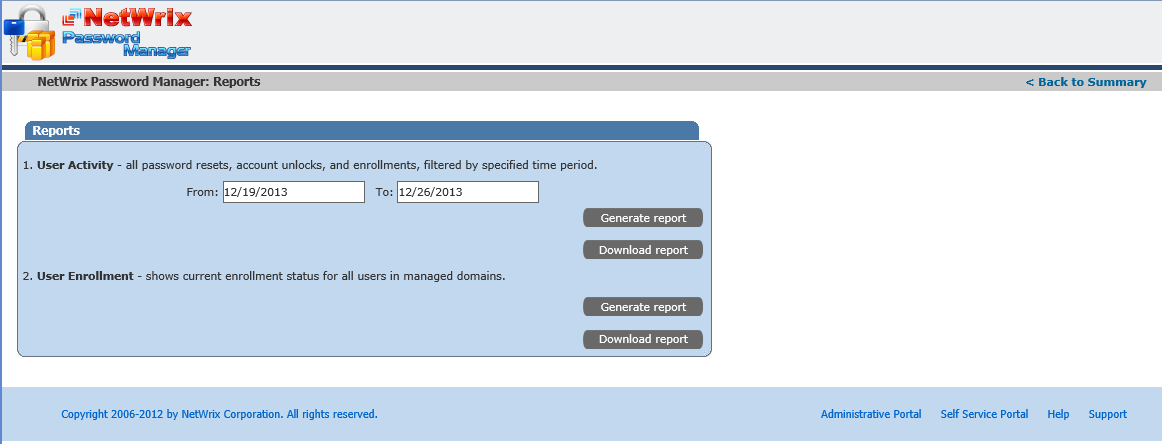 NetWrix
Password
Manager
NetWrix Password Manager: Reports < Back to Summary
Reports
1. User Activity - all password resets, account unlocks, and enrollments, filtered by specified time period.
From: 12/19/2013 To: 12/26/2013
Generate report
Download report
2. User Enrollment - shows current enrollment status for all users in managed domains.
Generate report
Download report
Copyright 2006-2012 by NetWrix Corporation. All rights reserved. Administrative Portal Self Service Portal Help Support